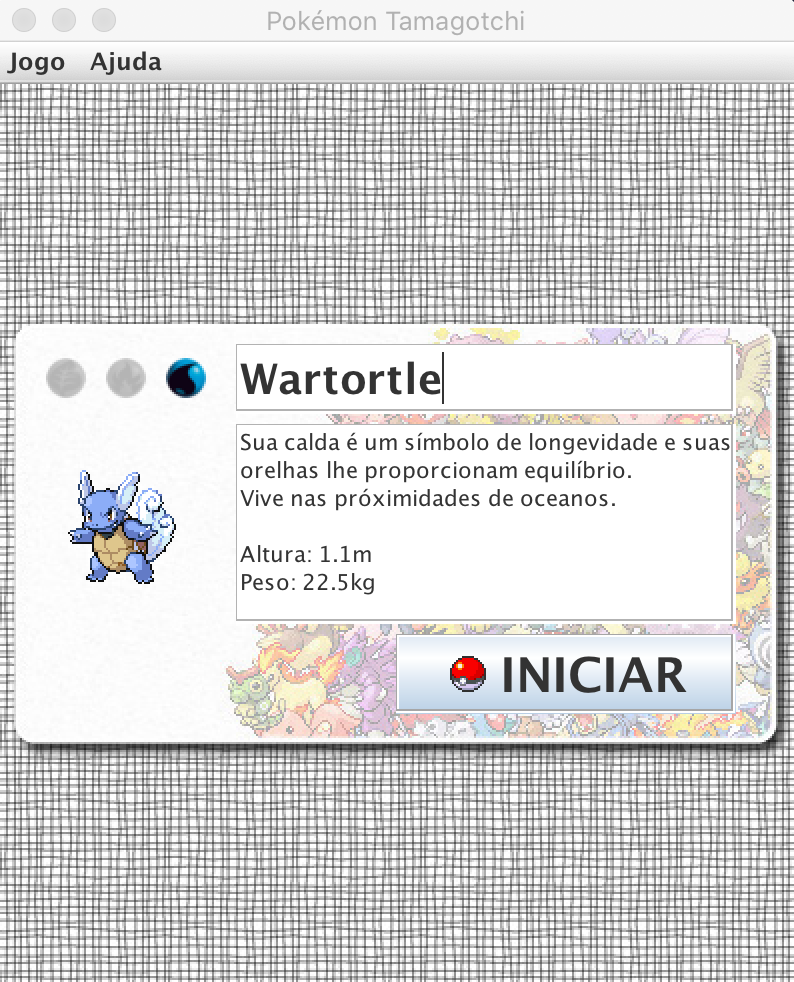 Pokémon Tamagotchi
Jogo Ajuda
Wartortle
Sua calda é um símbolo de longevidade e suas
orelhas lhe proporcionam equilíbrio.
Vive nas próximidades de oceanos.
Altura: 1.1m
Peso: 22.5kg
INICIAR